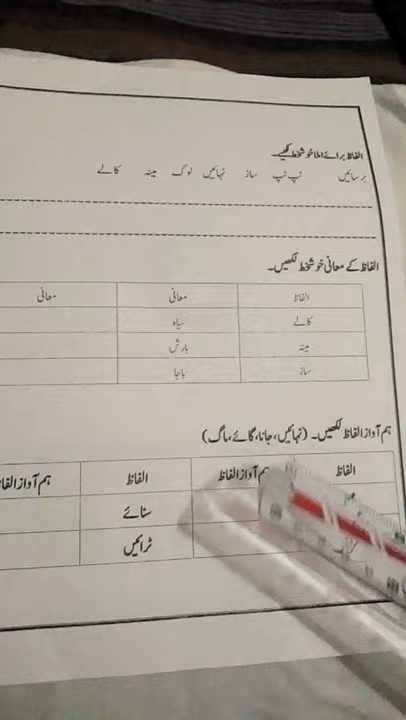 الفاظ برائے املا خوشخط لکھیے۔
برسائیں ٹپ ٹپ ساز نہائیں لوگ مینہ کالے
الفاظ کے معانی خوشخط لکھیں۔
الفاظ معانی معانی
کالے سیاہ
مینہ بارش
ساز باجا
ہم آواز الفاظ لکھیں۔ (نہائیں، جانا، گائے، ماگ)
الفاظ ہم آواز الفاظ الفاظ ہم آواز الفا
سنائے
ٹرائیں